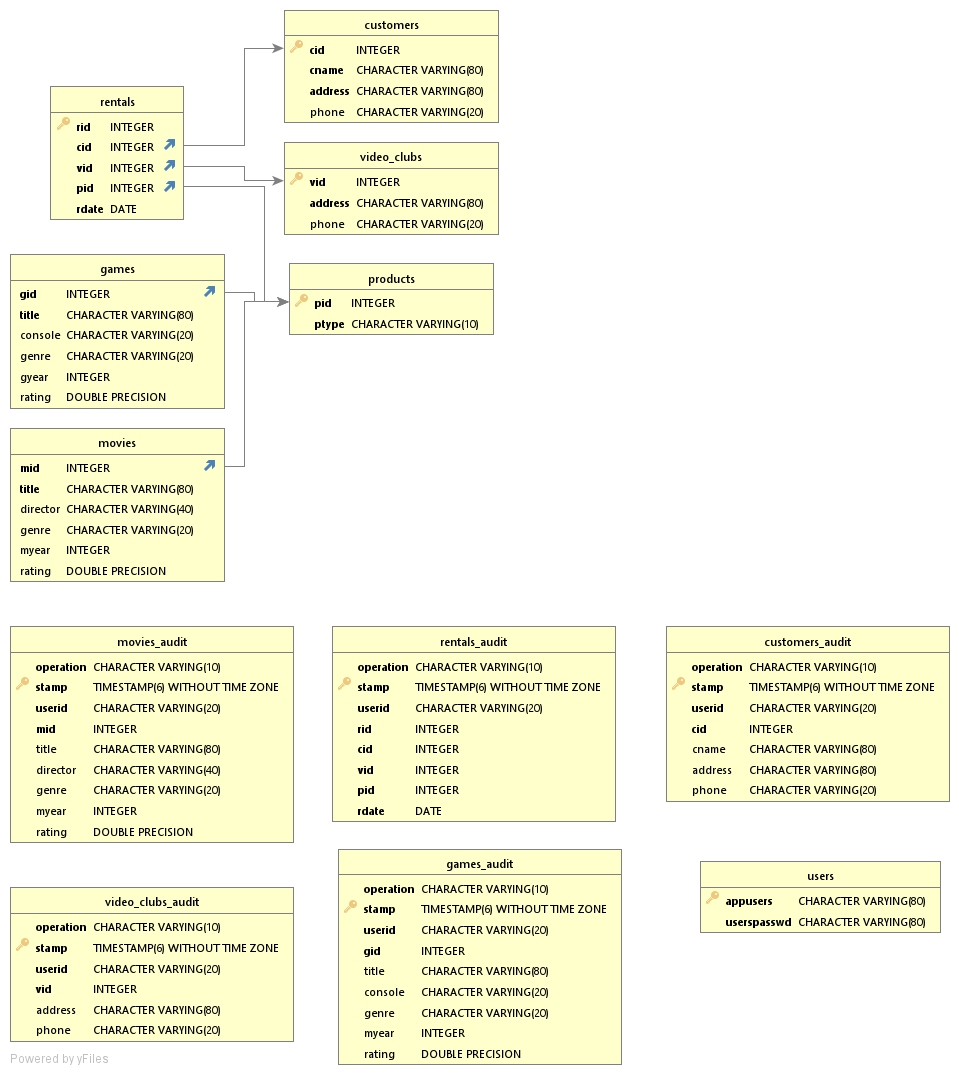 customers
cid INTEGER
cname CHARACTER VARYING(80)
address CHARACTER VARYING(80)
phone CHARACTER VARYING(20)
rentals
rid INTEGER
cid INTEGER
vid INTEGER
pid INTEGER
rdate DATE
video_clubs
vid INTEGER
address CHARACTER VARYING(80)
phone CHARACTER VARYING(20)
games
gid INTEGER
title CHARACTER VARYING(80)
console CHARACTER VARYING(20)
genre CHARACTER VARYING(20)
gyear INTEGER
rating DOUBLE PRECISION
products
pid INTEGER
ptype CHARACTER VARYING(10)
movies
mid INTEGER
title CHARACTER VARYING(80)
director CHARACTER VARYING(40)
genre CHARACTER VARYING(20)
myear INTEGER
rating DOUBLE PRECISION
movies_audit
operation CHARACTER VARYING(10)
stamp TIMESTAMP(6) WITHOUT TIME ZONE
userid CHARACTER VARYING(20)
mid INTEGER
title CHARACTER VARYING(80)
director CHARACTER VARYING(40)
genre CHARACTER VARYING(20)
myear INTEGER
rating DOUBLE PRECISION
rentals_audit
operation CHARACTER VARYING(10)
stamp TIMESTAMP(6) WITHOUT TIME ZONE
userid CHARACTER VARYING(20)
rid INTEGER
cid INTEGER
vid INTEGER
pid INTEGER
rdate DATE
customers_audit
operation CHARACTER VARYING(10)
stamp TIMESTAMP(6) WITHOUT TIME ZONE
userid CHARACTER VARYING(20)
cid INTEGER
cname CHARACTER VARYING(80)
address CHARACTER VARYING(80)
phone CHARACTER VARYING(20)
video_clubs_audit
operation CHARACTER VARYING(10)
stamp TIMESTAMP(6) WITHOUT TIME ZONE
userid CHARACTER VARYING(20)
vid INTEGER
address CHARACTER VARYING(80)
phone CHARACTER VARYING(20)
games_audit
operation CHARACTER VARYING(10)
stamp TIMESTAMP(6) WITHOUT TIME ZONE
userid CHARACTER VARYING(20)
gid INTEGER
title CHARACTER VARYING(80)
console CHARACTER VARYING(20)
genre CHARACTER VARYING(20)
myear INTEGER
rating DOUBLE PRECISION
users
appusers CHARACTER VARYING(80)
userspasswd CHARACTER VARYING(80)
Powered by yFiles